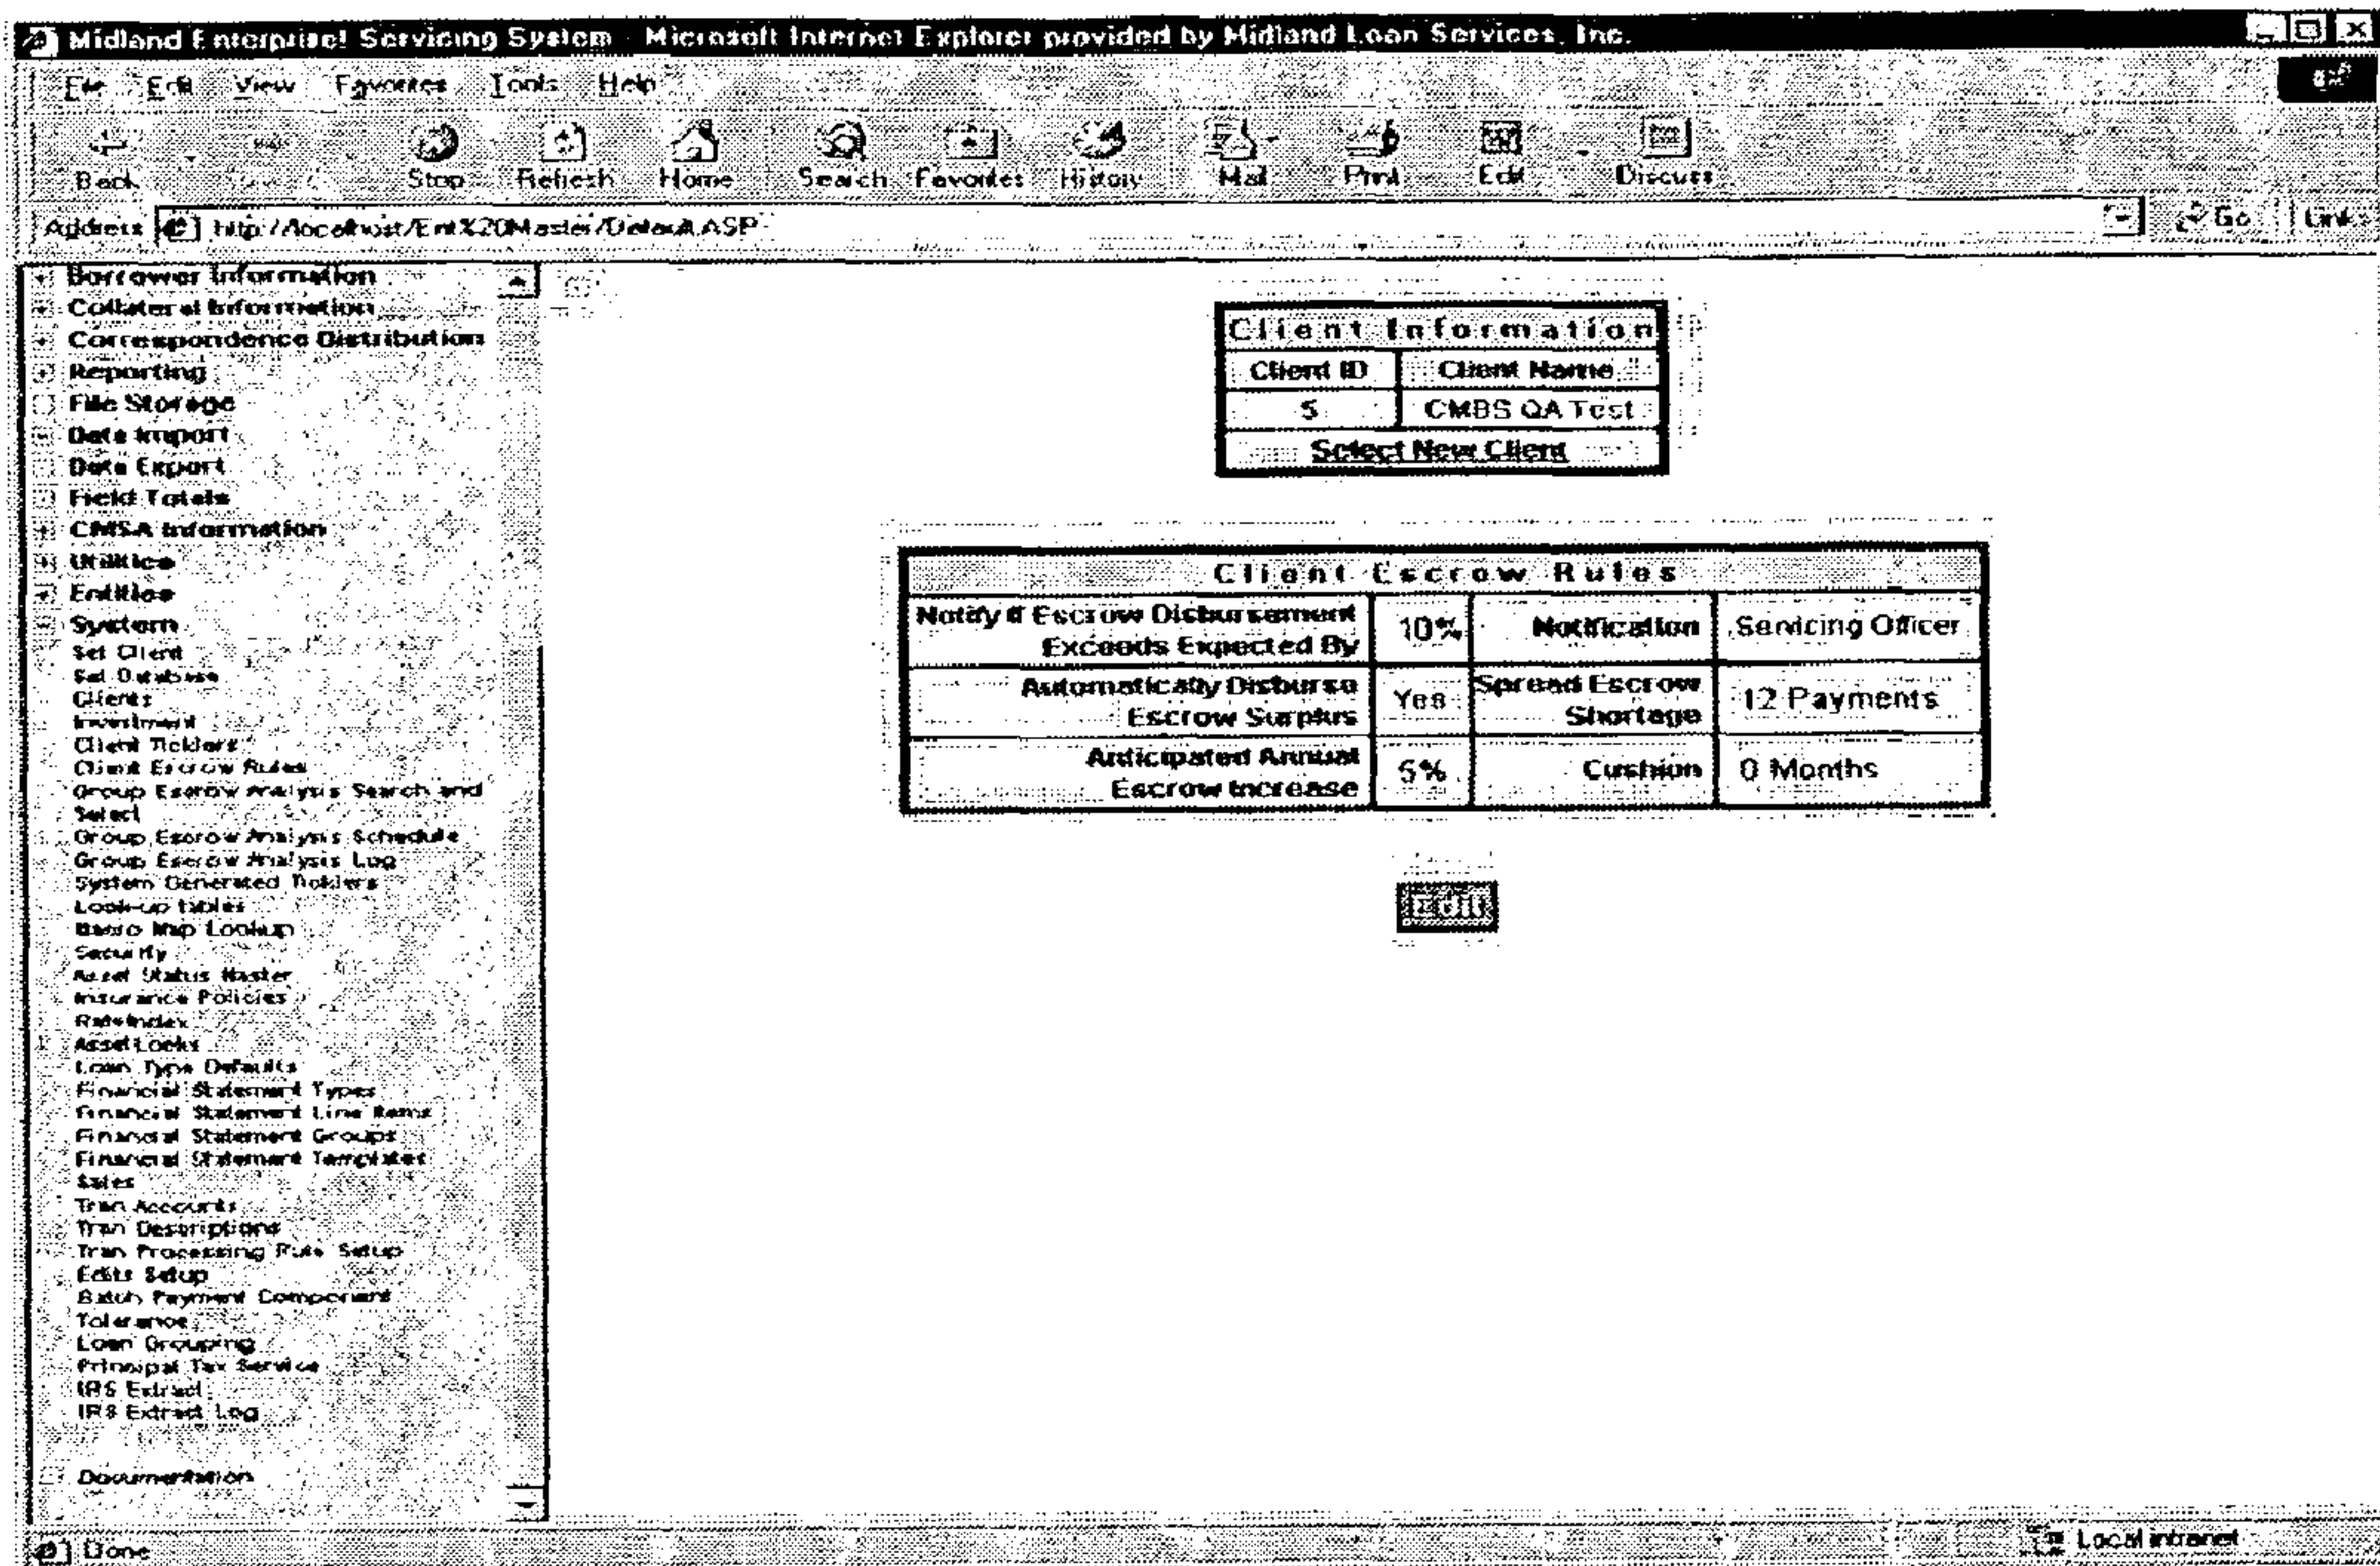 Midland Enterprise! Servicing System - Microsoft Internet Explorer provided by Midland Loan Services, Inc.
File Edit View Favorites Tools Help
Back Stop Refresh Home Search Favorites History Mail Print Edit Discuss
Address http://localhost/Ent%20Master/Default.ASP Go Links
Borrower Information
Collateral Information
Correspondence Distribution
Reporting
File Storage
Data Import
Data Export
Field Totals
CMSA Information
Utilities
Entities
System
Set Client
Set Database
Clients
Investment
Client Ticklers
Client Escrow Rules
Group Escrow Analysis Search and
Select
Group Escrow Analysis Schedule
Group Escrow Analysis Log
System Generated Ticklers
Look-up tables
Map Lookup
Security
Asset Status Master
Insurance Policies
Rate Index
Asset Locks
Loan Type Defaults
Financial Statement Types
Financial Statement Line Items
Financial Statement Groups
Financial Statement Templates
Sales
Tran Accounts
Tran Descriptions
Tran Processing Rule Setup
Edits Setup
Batch Payment Component
Tolerance
Loan Grouping
Principal Tax Service
IRS Extract
IRS Extract Log
Documentation
Client Information
Client ID Client Name
5 CMBS QA Test
Select New Client
Client Escrow Rules
Notify if Escrow Disbursement
Exceeds Expected By 10% Notification Servicing Officer
Automatically Disburse
Escrow Surplus Yes Spread Escrow
Shortage 12 Payments
Anticipated Annual
Escrow Increase 5% Cushion 0 Months
Edit
Done Local intranet